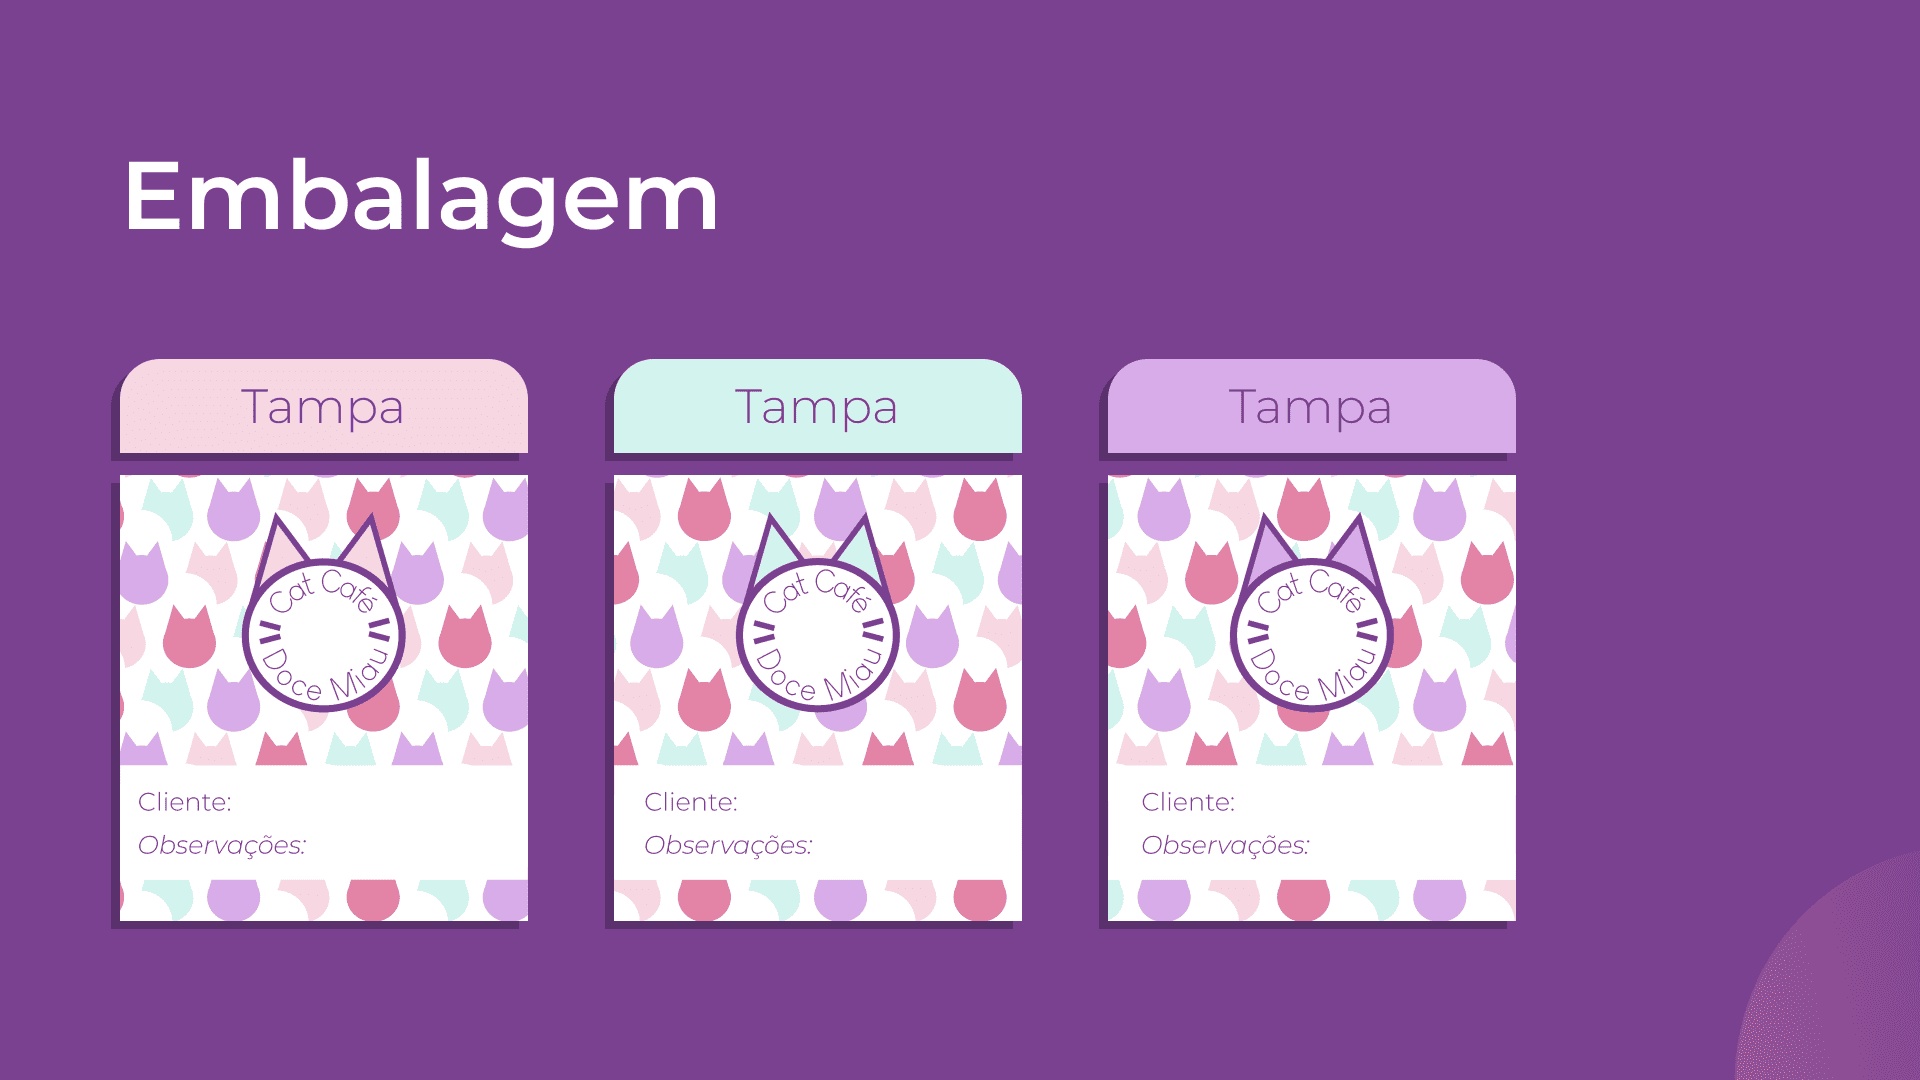 Embalagem
Tampa
Tampa
Tampa
Cat Café
Doce Miau
Cat Café
Doce Miau
Cat Café
Doce Miau
Cliente:
Observações:
Cliente:
Observações:
Cliente:
Observações: